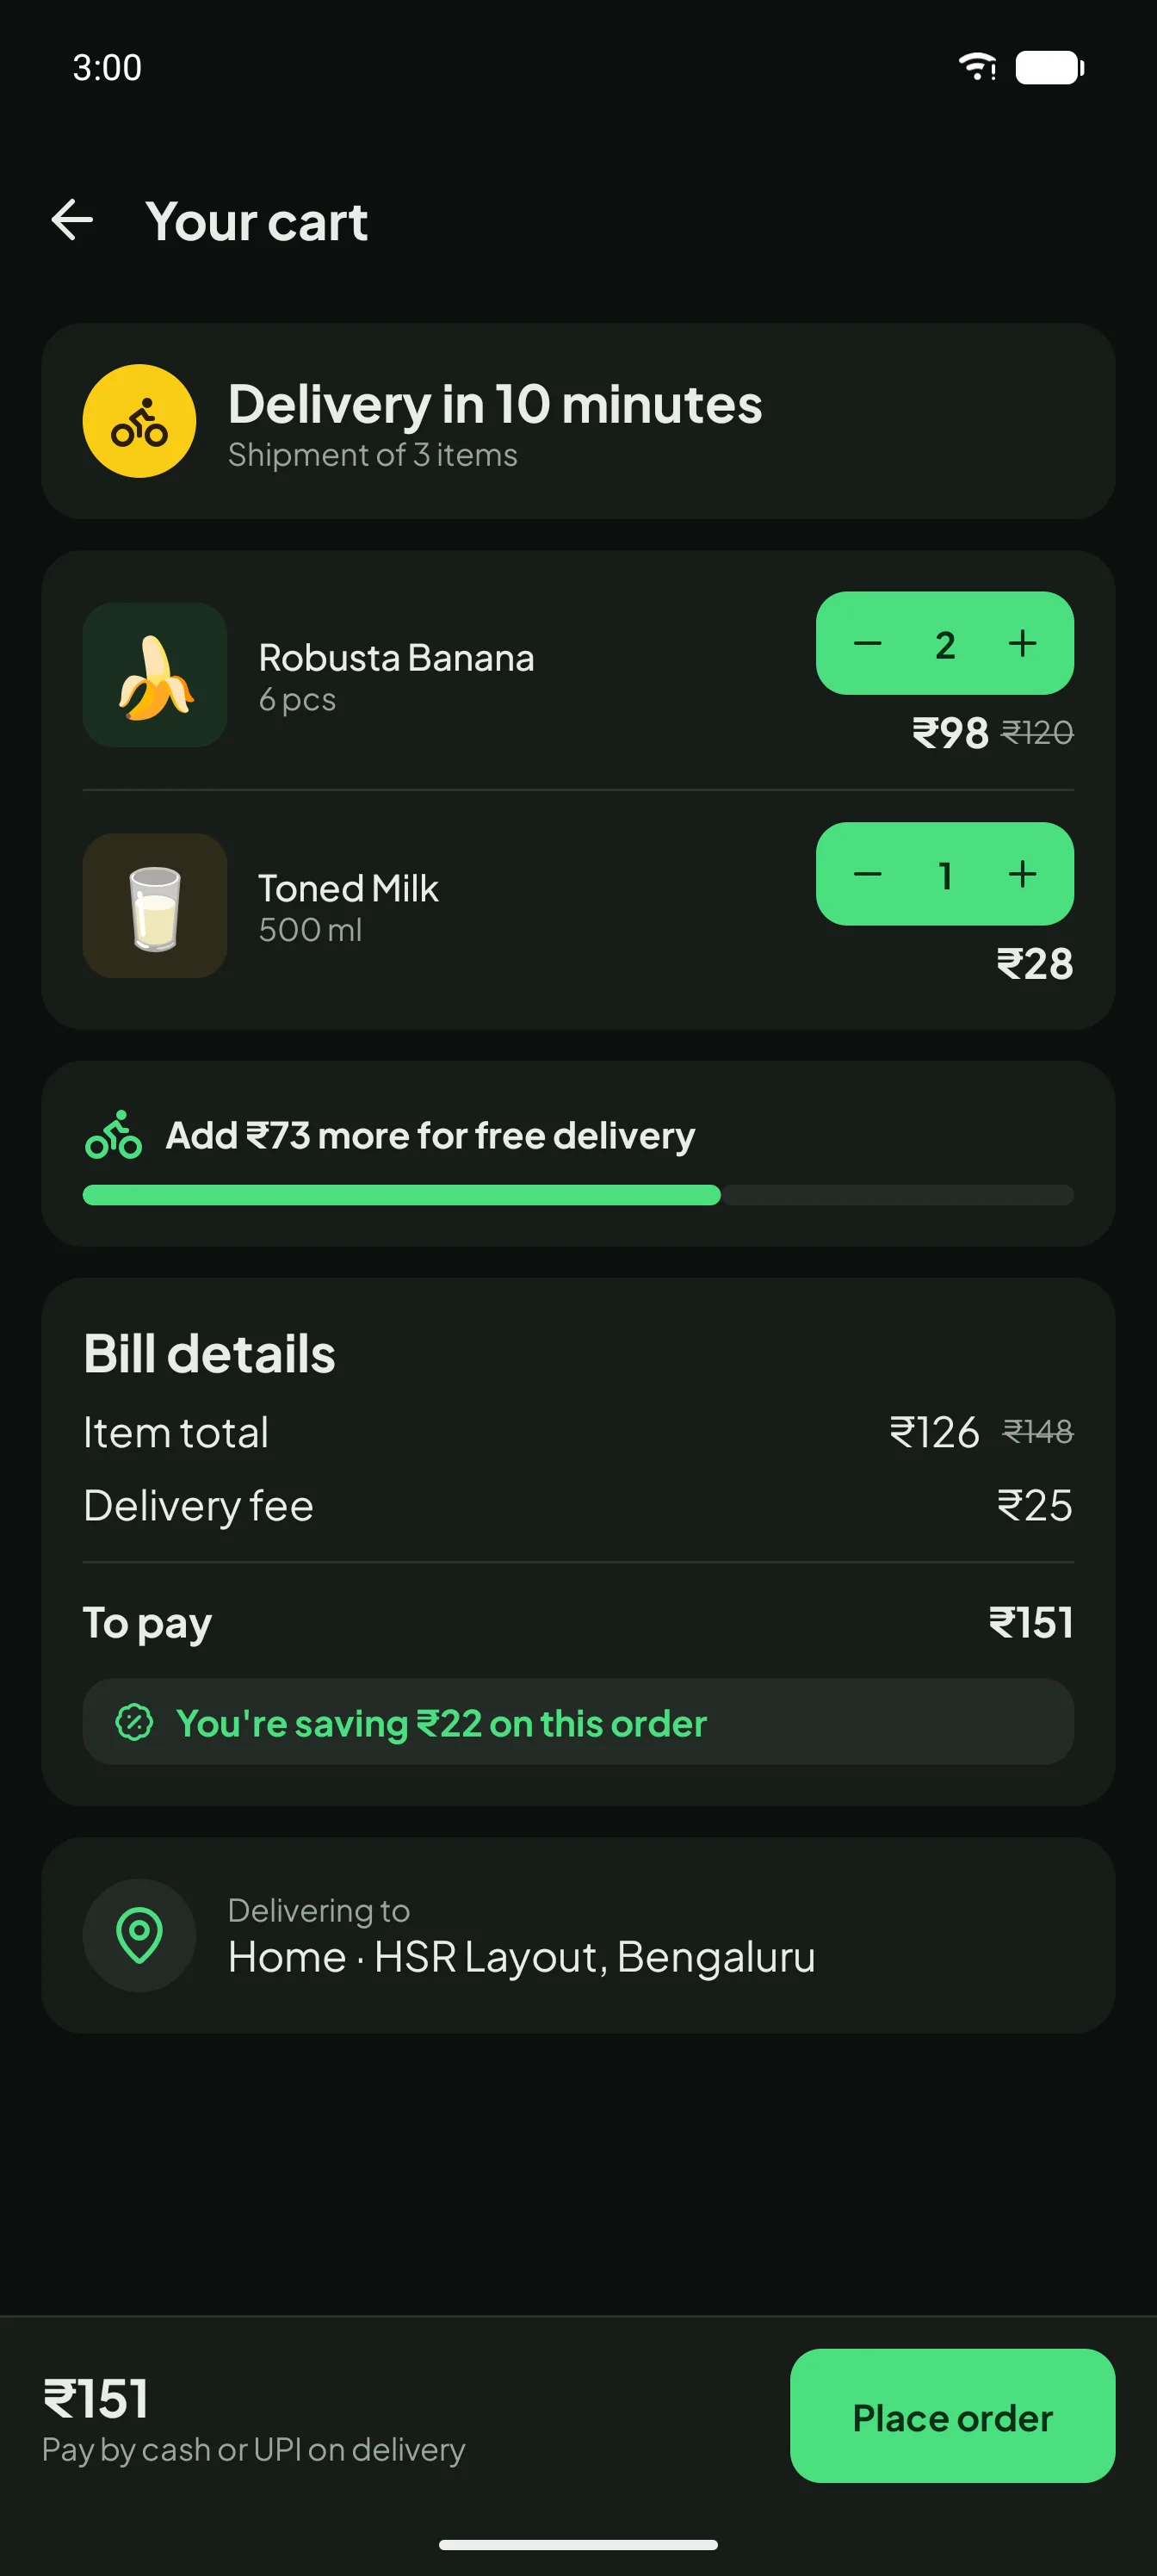 3:00
Your cart
Delivery in 10 minutes
Shipment of 3 items
Robusta Banana
6 pcs
2
₹98 ₹120
Toned Milk
500 ml
1
₹28
Add ₹73 more for free delivery
Bill details
Item total ₹126 ₹148
Delivery fee ₹25
To pay ₹151
You're saving ₹22 on this order
Delivering to
Home · HSR Layout, Bengaluru
₹151
Pay by cash or UPI on delivery
Place order